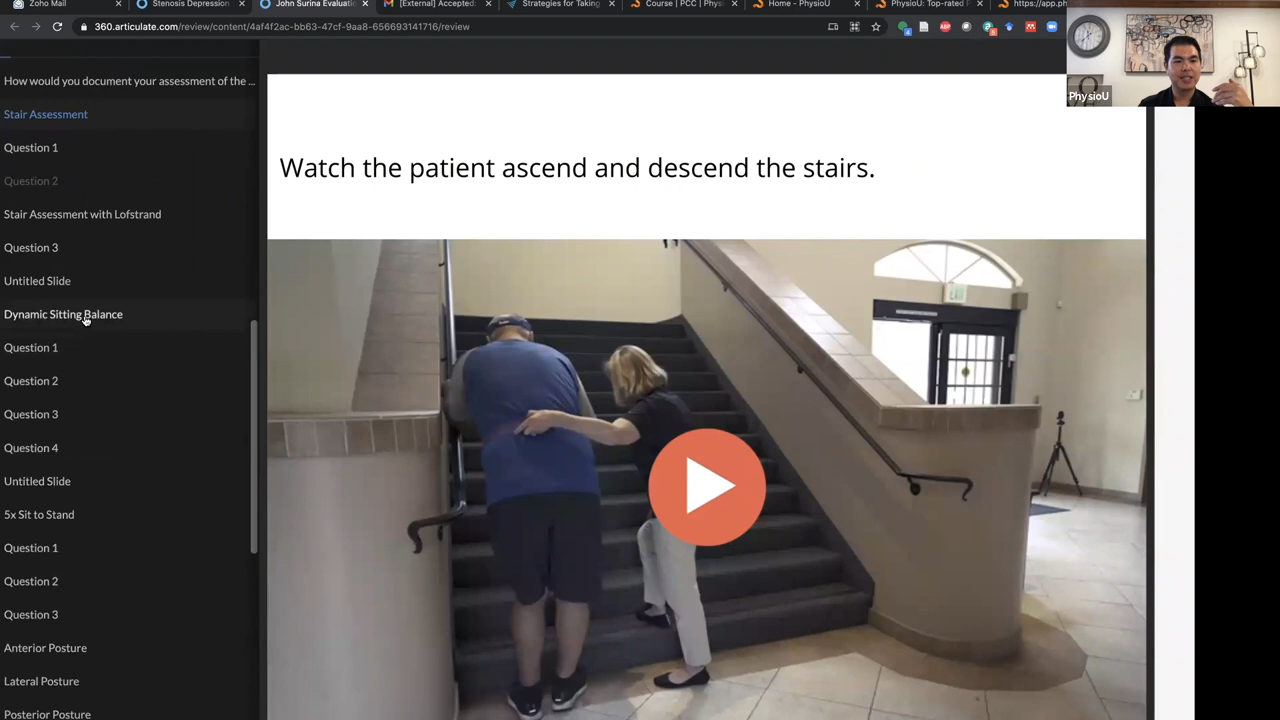 Zoho Mail
Stenosis Depression
John Surina Evaluatio
[External] Accepted:
Strategies for Taking
Course | PCC | Physi
Home - PhysioU
PhysioU: Top-rated P
https://app.ph
360.articulate.com/review/content/4af4f2ac-bb63-47cf-9aa8-656693141716/review
PhysioU
How would you document your assessment of the ...
Stair Assessment
Question 1
Question 2
Stair Assessment with Lofstrand
Question 3
Untitled Slide
Dynamic Sitting Balance
Question 1
Question 2
Question 3
Question 4
Untitled Slide
5x Sit to Stand
Question 1
Question 2
Question 3
Anterior Posture
Lateral Posture
Posterior Posture
Watch the patient ascend and descend the stairs.